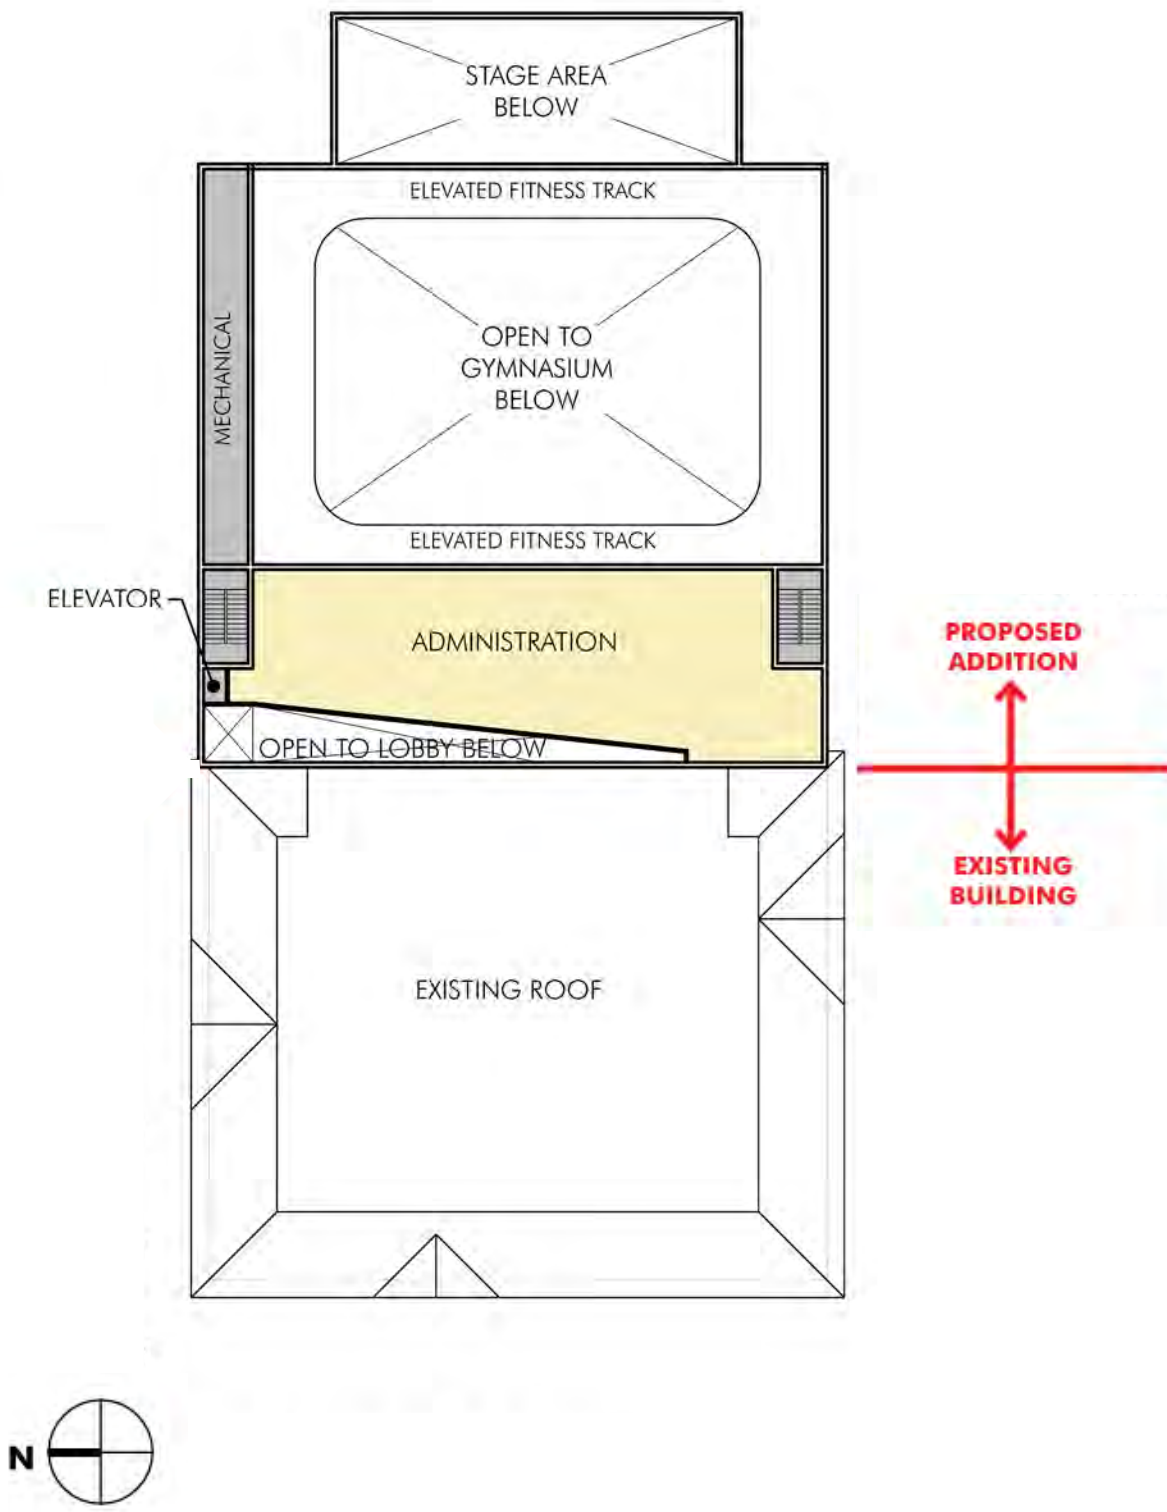 STAGE AREA
BELOW
ELEVATED FITNESS TRACK
MECHANICAL
OPEN TO
GYMNASIUM
BELOW
ELEVATED FITNESS TRACK
ELEVATOR
ADMINISTRATION
PROPOSED
ADDITION
OPEN TO LOBBY BELOW
EXISTING
BUILDING
EXISTING ROOF
N